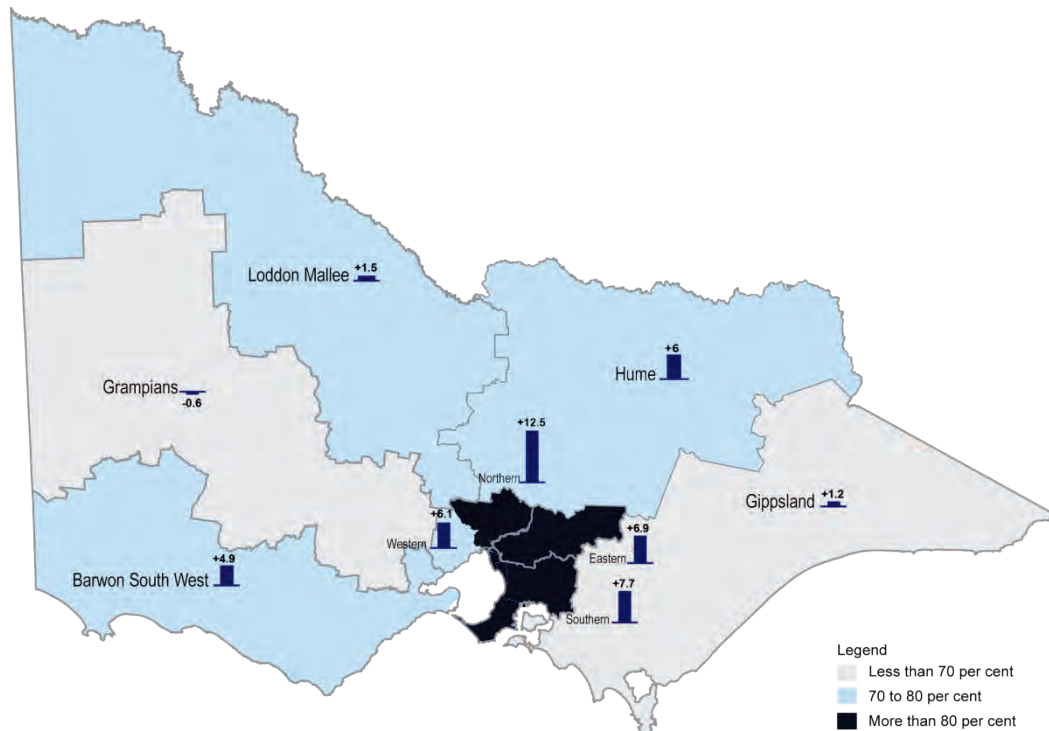 +1.5
Loddon Mallee
+6
Hume
Grampians
-0.6
+12.5
Northern
+1.2
Gippsland
+6.1
Western
+6.9
Eastern
+4.9
Barwon South West
+7.7
Southern
Legend
Less than 70 per cent
70 to 80 per cent
More than 80 per cent